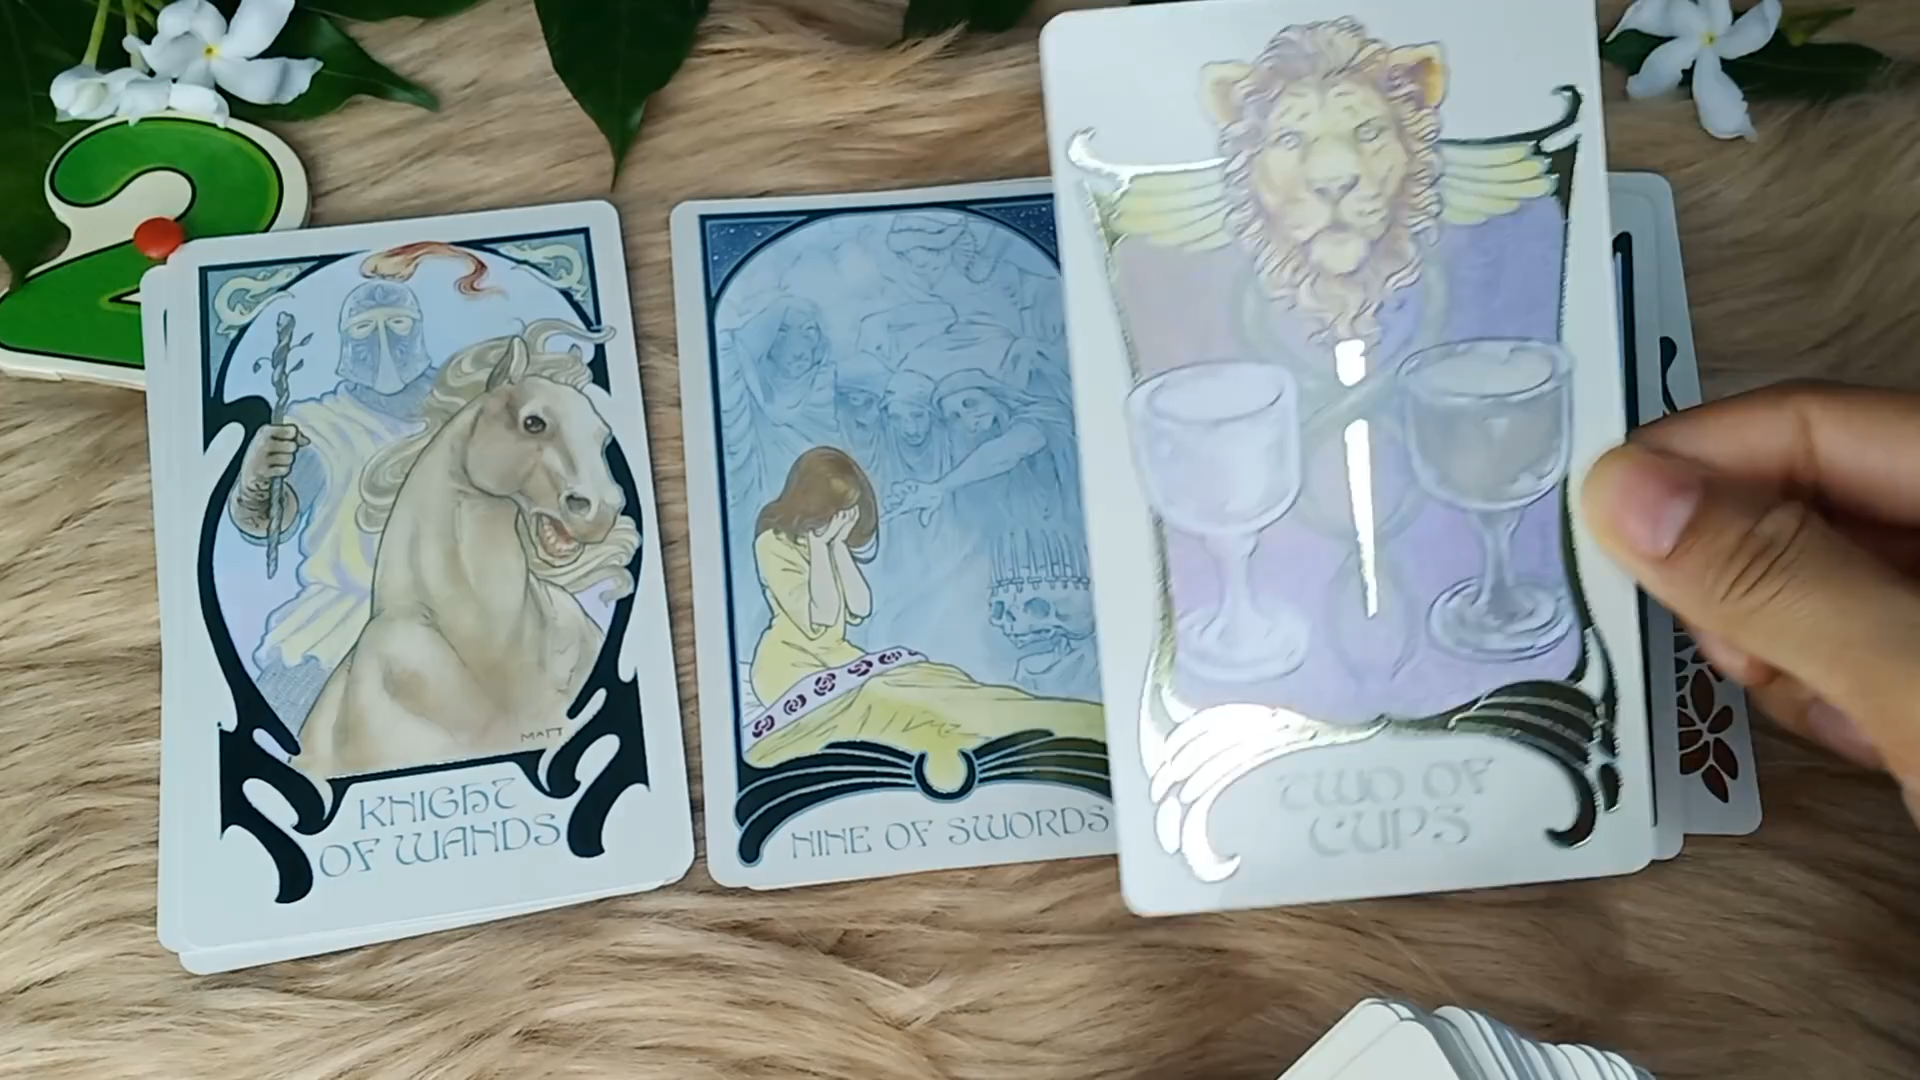 2
MATT
KNIGHT
OF WANDS
NINE OF SWORDS
TWO OF
CUPS